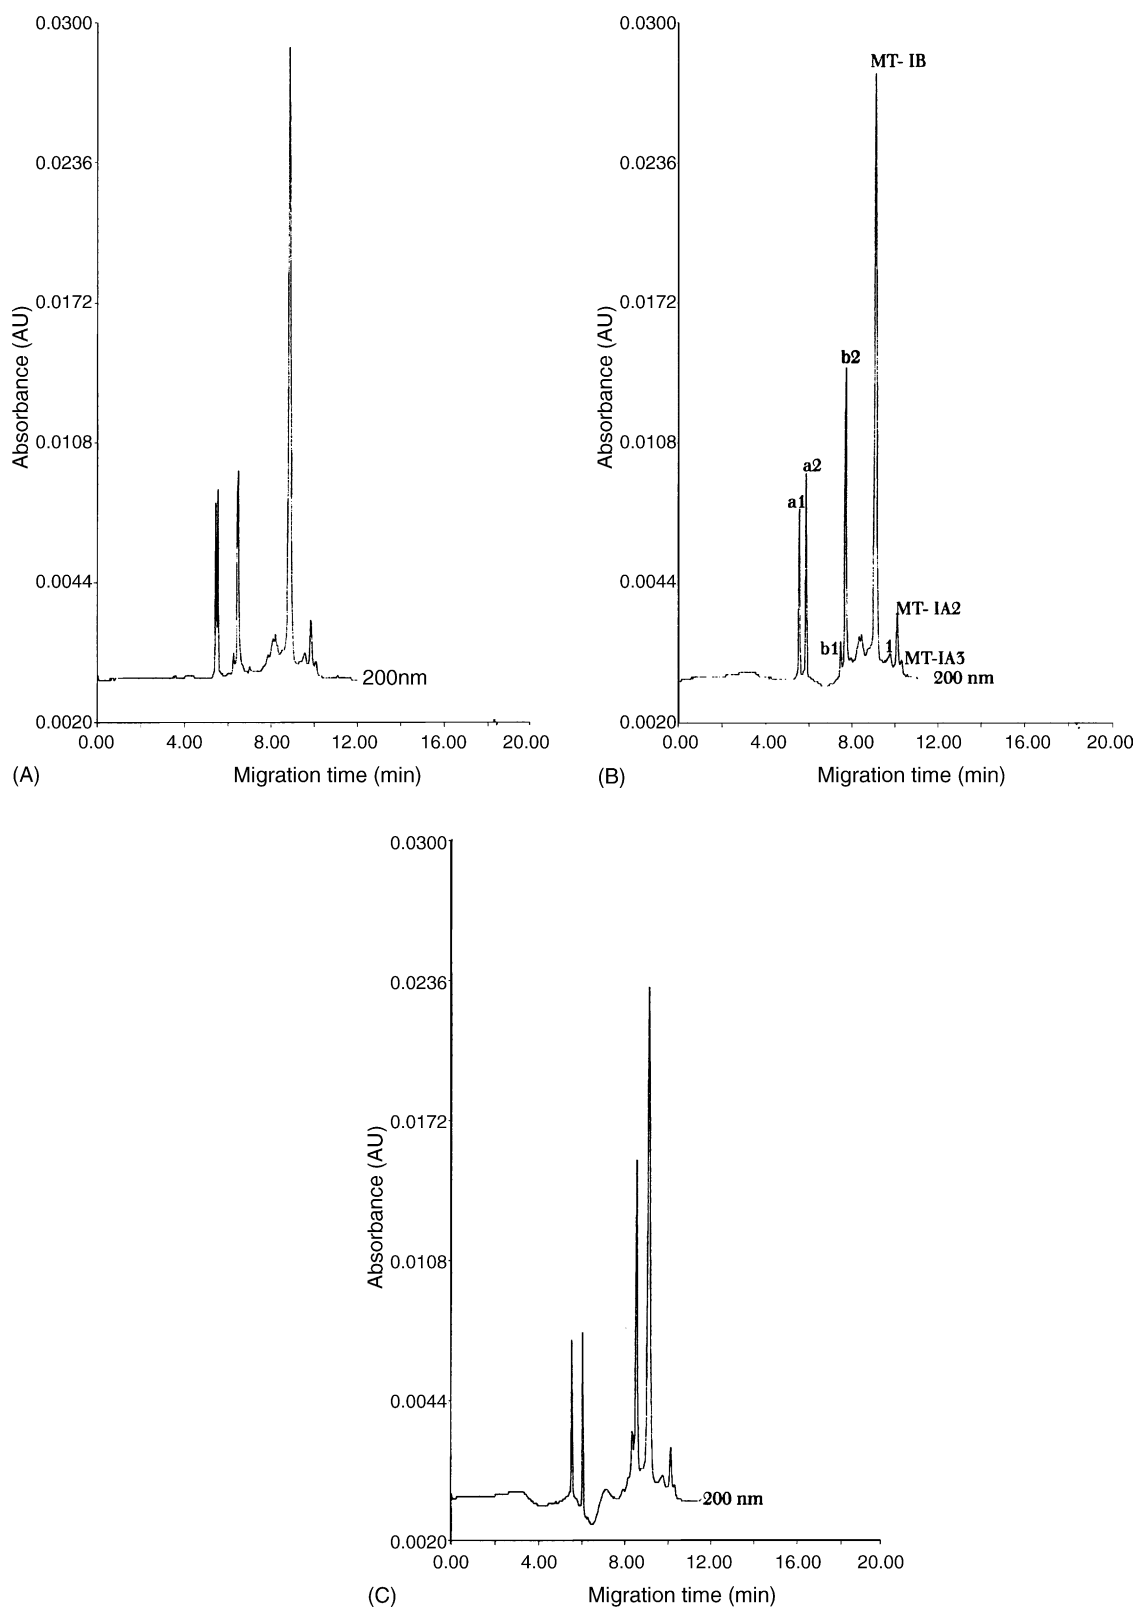 0.0300
0.0236
0.0172
0.0108
0.0044
0.0020
Absorbance (AU)
200nm
0.00 4.00 8.00 12.00 16.00 20.00
(A)
Migration time (min)
0.0300
0.0236
0.0172
0.0108
0.0044
0.0020
Absorbance (AU)
MT- IB
b2
a2
a1
MT- IA2
b1
1
MT-IA3
200 nm
0.00 4.00 8.00 12.00 16.00 20.00
(B)
Migration time (min)
0.0300
0.0236
0.0172
0.0108
0.0044
0.0020
Absorbance (AU)
200 nm
0.00 4.00 8.00 12.00 16.00 20.00
(C)
Migration time (min)